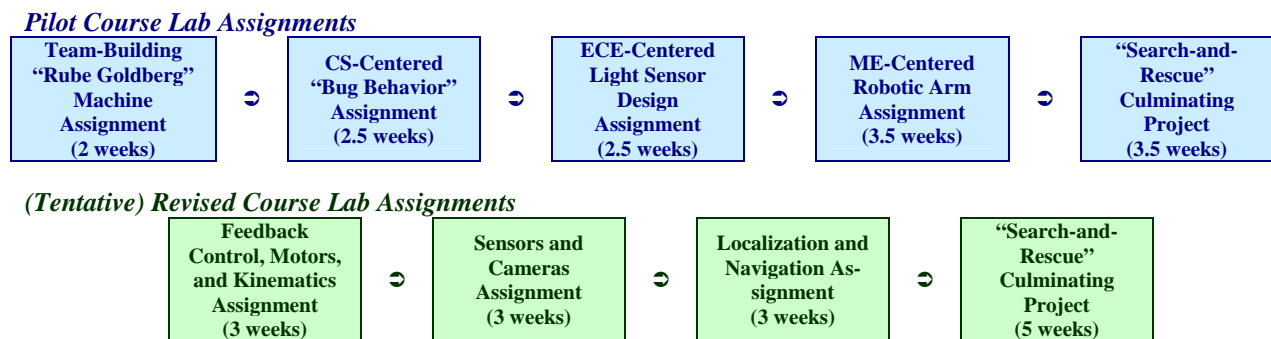 Pilot Course Lab Assignments
Team-Building
“Rube Goldberg”
Machine
Assignment
(2 weeks)
➲
CS-Centered
“Bug Behavior”
Assignment
(2.5 weeks)
➲
ECE-Centered
Light Sensor
Design
Assignment
(2.5 weeks)
➲
ME-Centered
Robotic Arm
Assignment
(3.5 weeks)
➲
“Search-and-
Rescue”
Culminating
Project
(3.5 weeks)
(Tentative) Revised Course Lab Assignments
Feedback
Control, Motors,
and Kinematics
Assignment
(3 weeks)
➲
Sensors and
Cameras
Assignment
(3 weeks)
➲
Localization and
Navigation As-
signment
(3 weeks)
➲
“Search-and-
Rescue”
Culminating
Project
(5 weeks)